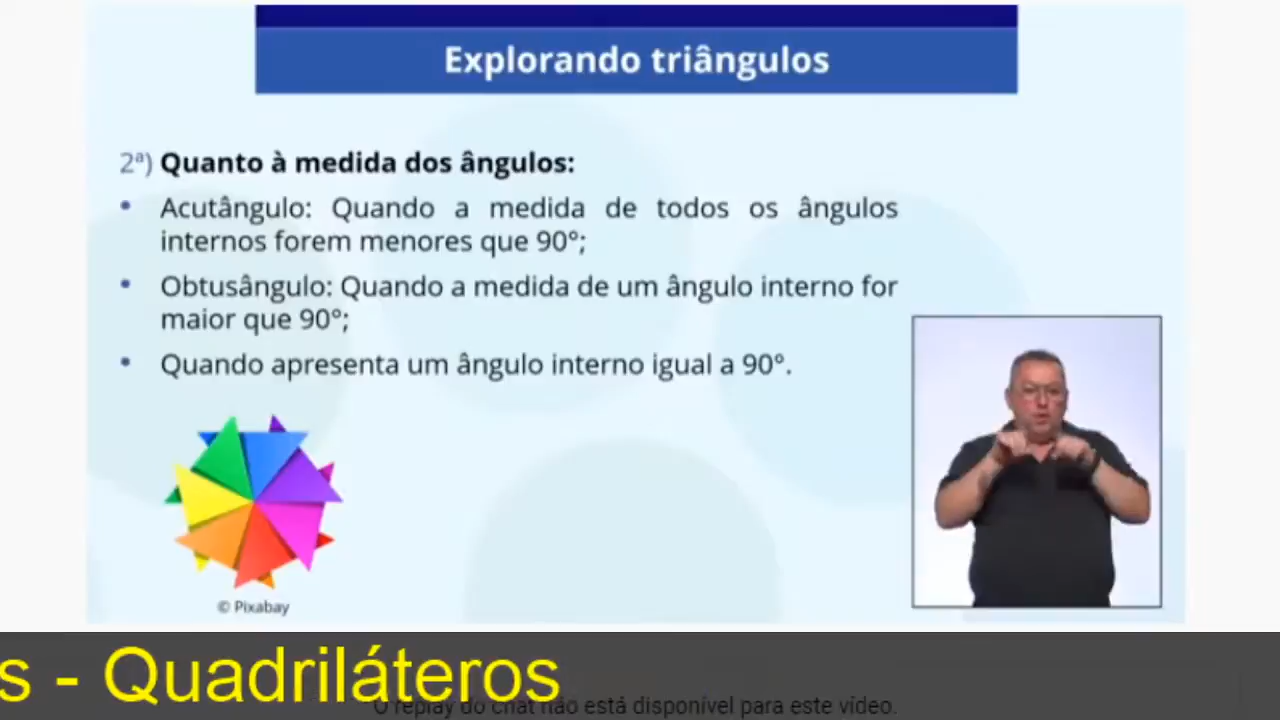 Explorando triângulos
2ª) Quanto à medida dos ângulos:
• Acutângulo: Quando a medida de todos os ângulos
internos forem menores que 90°;
• Obtusângulo: Quando a medida de um ângulo interno for
maior que 90°;
• Quando apresenta um ângulo interno igual a 90°.
© Pixabay
s - Quadriláteros
O replay do chat não está disponível para este vídeo.